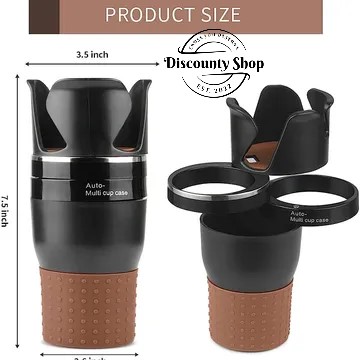 PRODUCT SIZE
3.5 inch
Discounty Shop
EST. 2022
7.5 inch
Auto-
Multi cup case
Auto-
Multi cup case